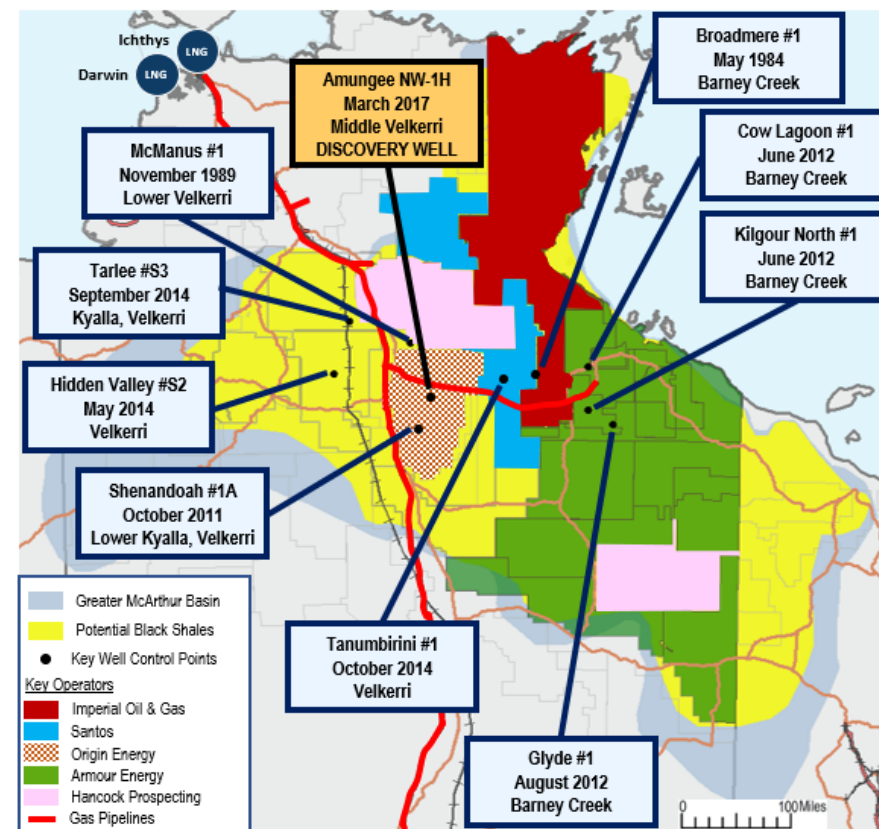 Ichthys
LNG
Darwin
LNG
Amungee NW-1H
March 2017
Middle Velkerri
DISCOVERY WELL
Broadmere #1
May 1984
Barney Creek
McManus #1
November 1989
Lower Velkerri
Cow Lagoon #1
June 2012
Barney Creek
Tarlee #S3
September 2014
Kyalla, Velkerri
Kilgour North #1
June 2012
Barney Creek
Hidden Valley #S2
May 2014
Velkerri
Shenandoah #1A
October 2011
Lower Kyalla, Velkerri
Tanumbirini #1
October 2014
Velkerri
Glyde #1
August 2012
Barney Creek
Greater McArthur Basin
Potential Black Shales
Key Well Control Points
Key Operators
Imperial Oil & Gas
Santos
Origin Energy
Armour Energy
Hancock Prospecting
Gas Pipelines
0 100 Miles